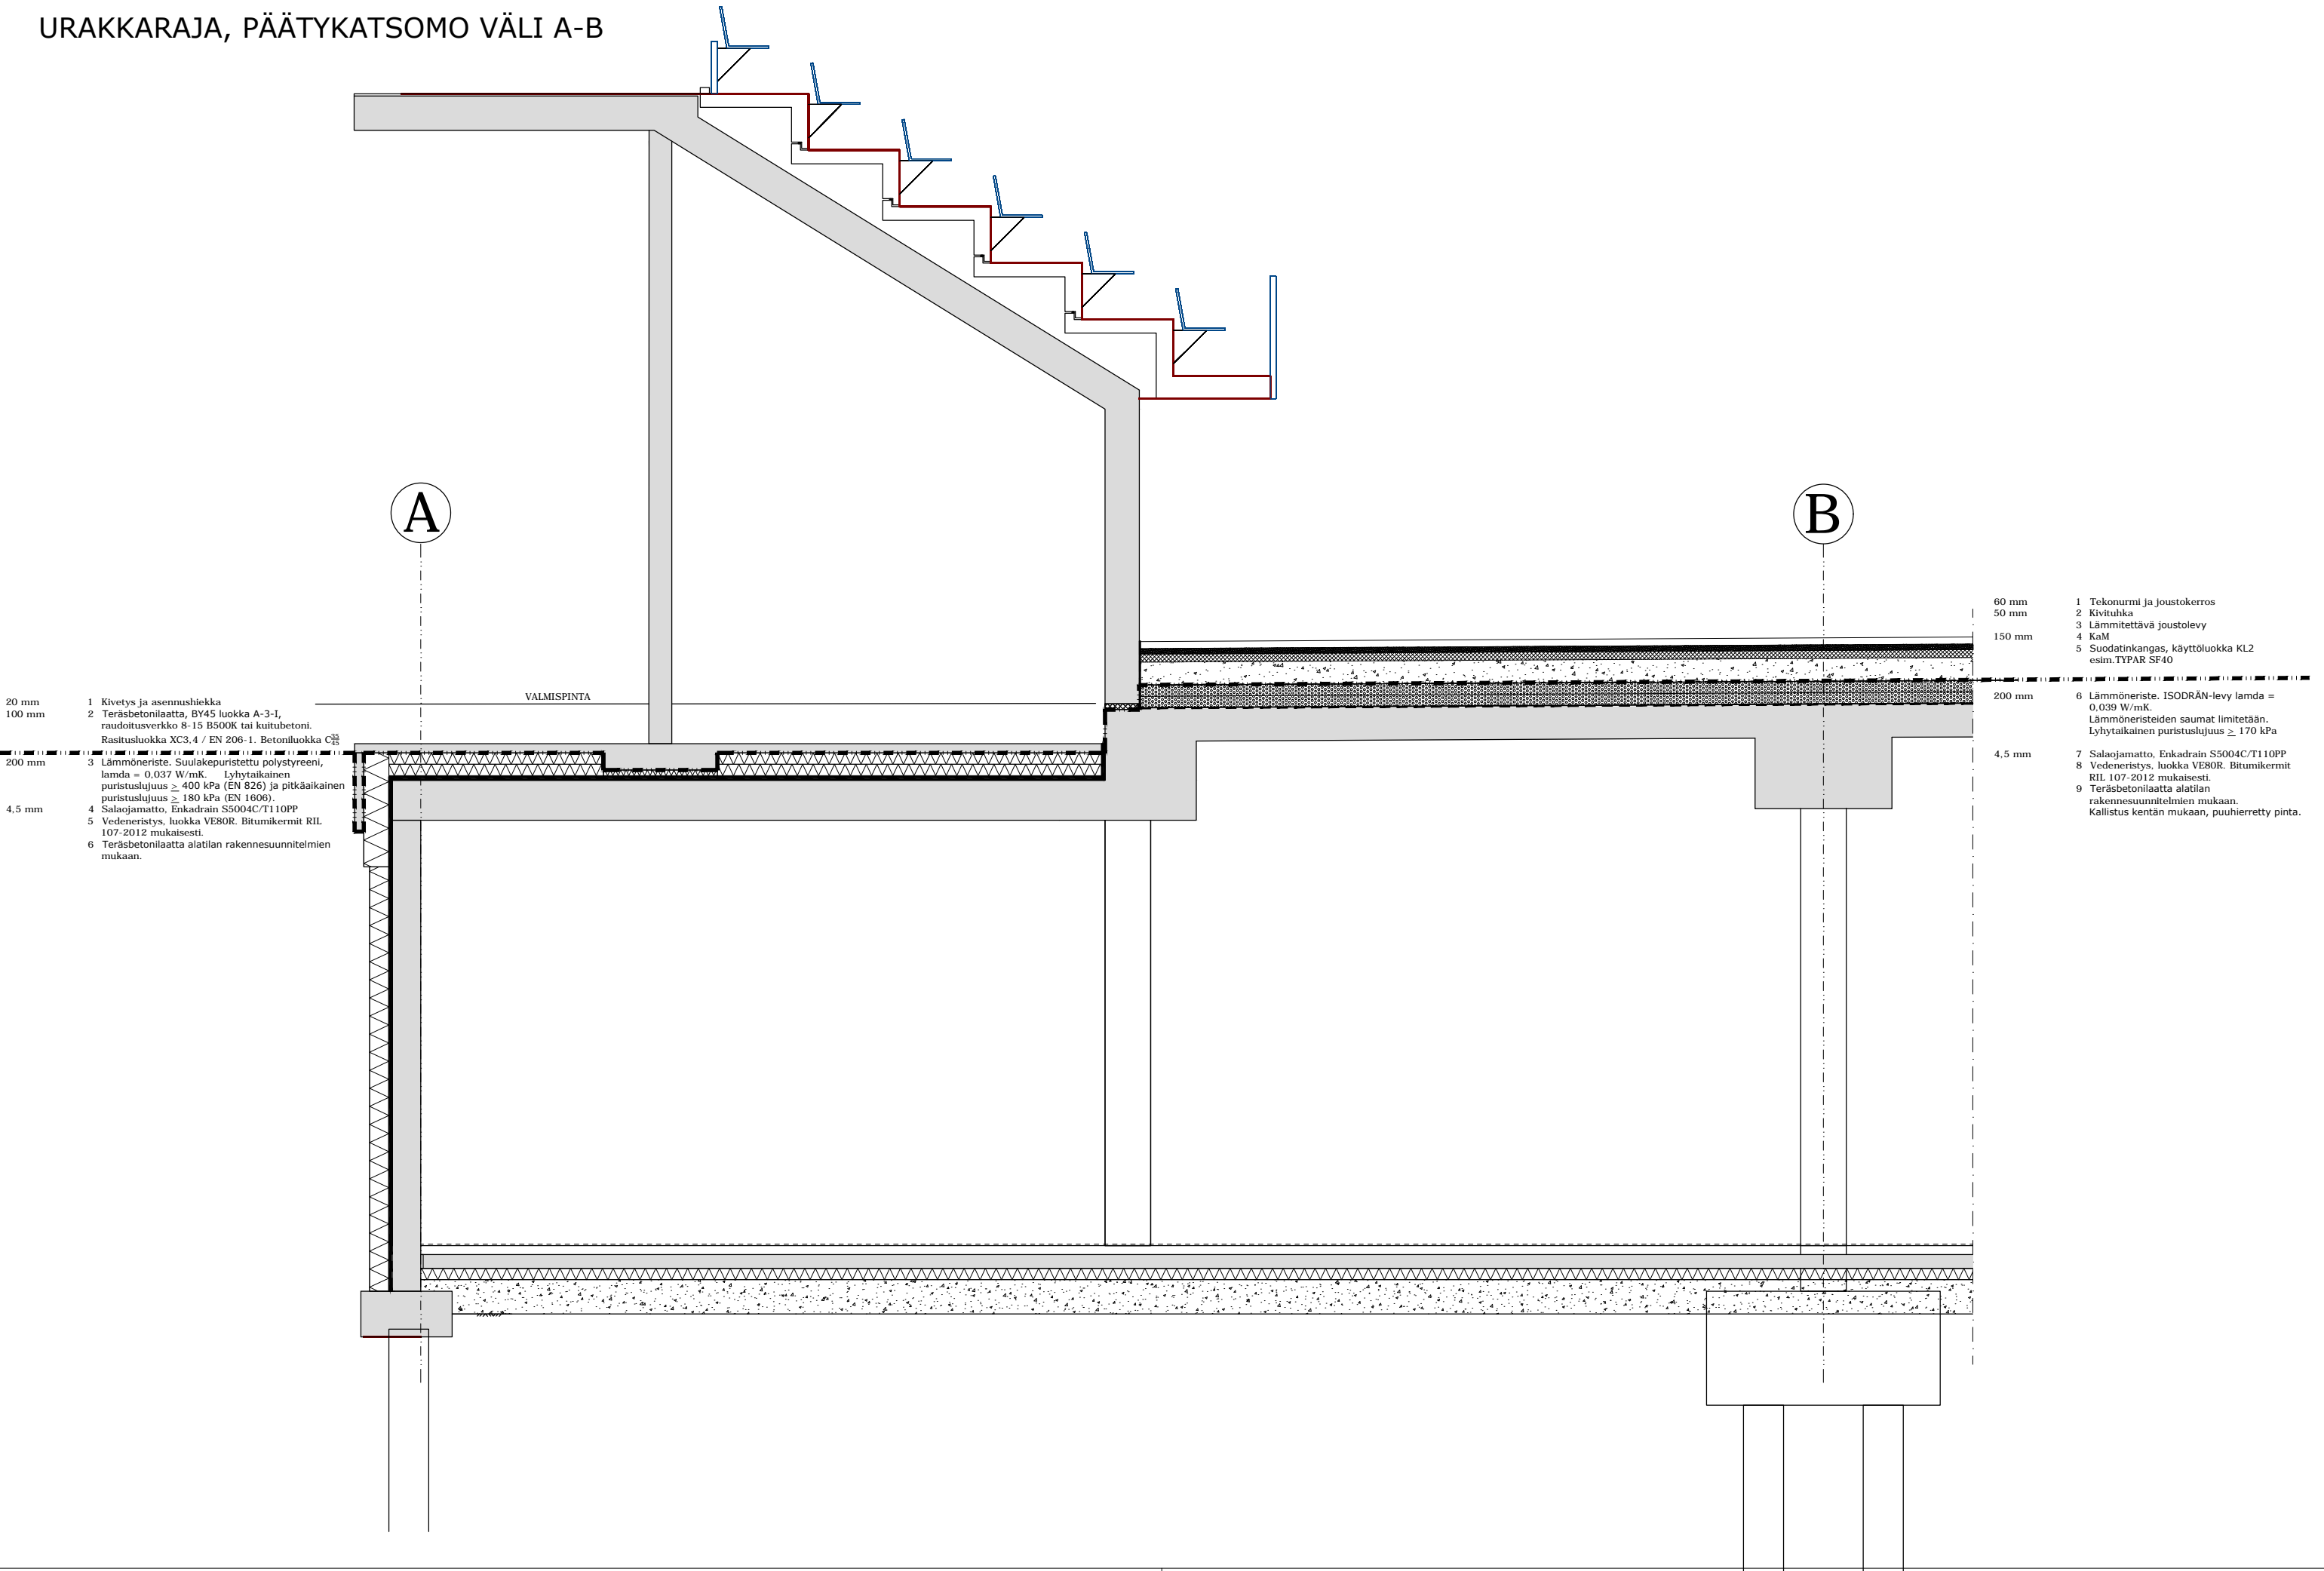 URAKKARAJA, PÄÄTYKATSOMO VÄLI A-B
A
B
20 mm 1 Kivetys ja asennushiekka
100 mm 2 Teräsbetonilaatta, BY45 luokka A-3-I,
raudoitusverkko 8-15 B500K tai kuitubetoni.
Rasitusluokka XC3,4 / EN 206-1. Betoniluokka C35/45
200 mm 3 Lämmöneriste. Suulakepuristettu polystyreeni,
lamda = 0,037 W/mK. Lyhytaikainen
puristuslujuus ≥ 400 kPa (EN 826) ja pitkäaikainen
puristuslujuus ≥ 180 kPa (EN 1606).
4,5 mm 4 Salaojamatto, Enkadrain S5004C/T110PP
5 Vedeneristys, luokka VE80R. Bitumikermit RIL
107-2012 mukaisesti.
6 Teräsbetonilaatta alatilan rakennesuunnitelmien
mukaan.
VALMISPINTA
60 mm 1 Tekonurmi ja joustokerros
50 mm 2 Kivituhka
3 Lämmitettävä joustolevy
150 mm 4 KaM
5 Suodatinkangas, käyttöluokka KL2
esim.TYPAR SF40
200 mm 6 Lämmöneriste. ISODRÄN-levy lamda =
0,039 W/mK.
Lämmöneristeiden saumat limitetään.
Lyhytaikainen puristuslujuus ≥ 170 kPa
4,5 mm 7 Salaojamatto, Enkadrain S5004C/T110PP
8 Vedeneristys, luokka VE80R. Bitumikermit
RIL 107-2012 mukaisesti.
9 Teräsbetonilaatta alatilan
rakennesuunnitelmien mukaan.
Kallistus kentän mukaan, puuhierretty pinta.